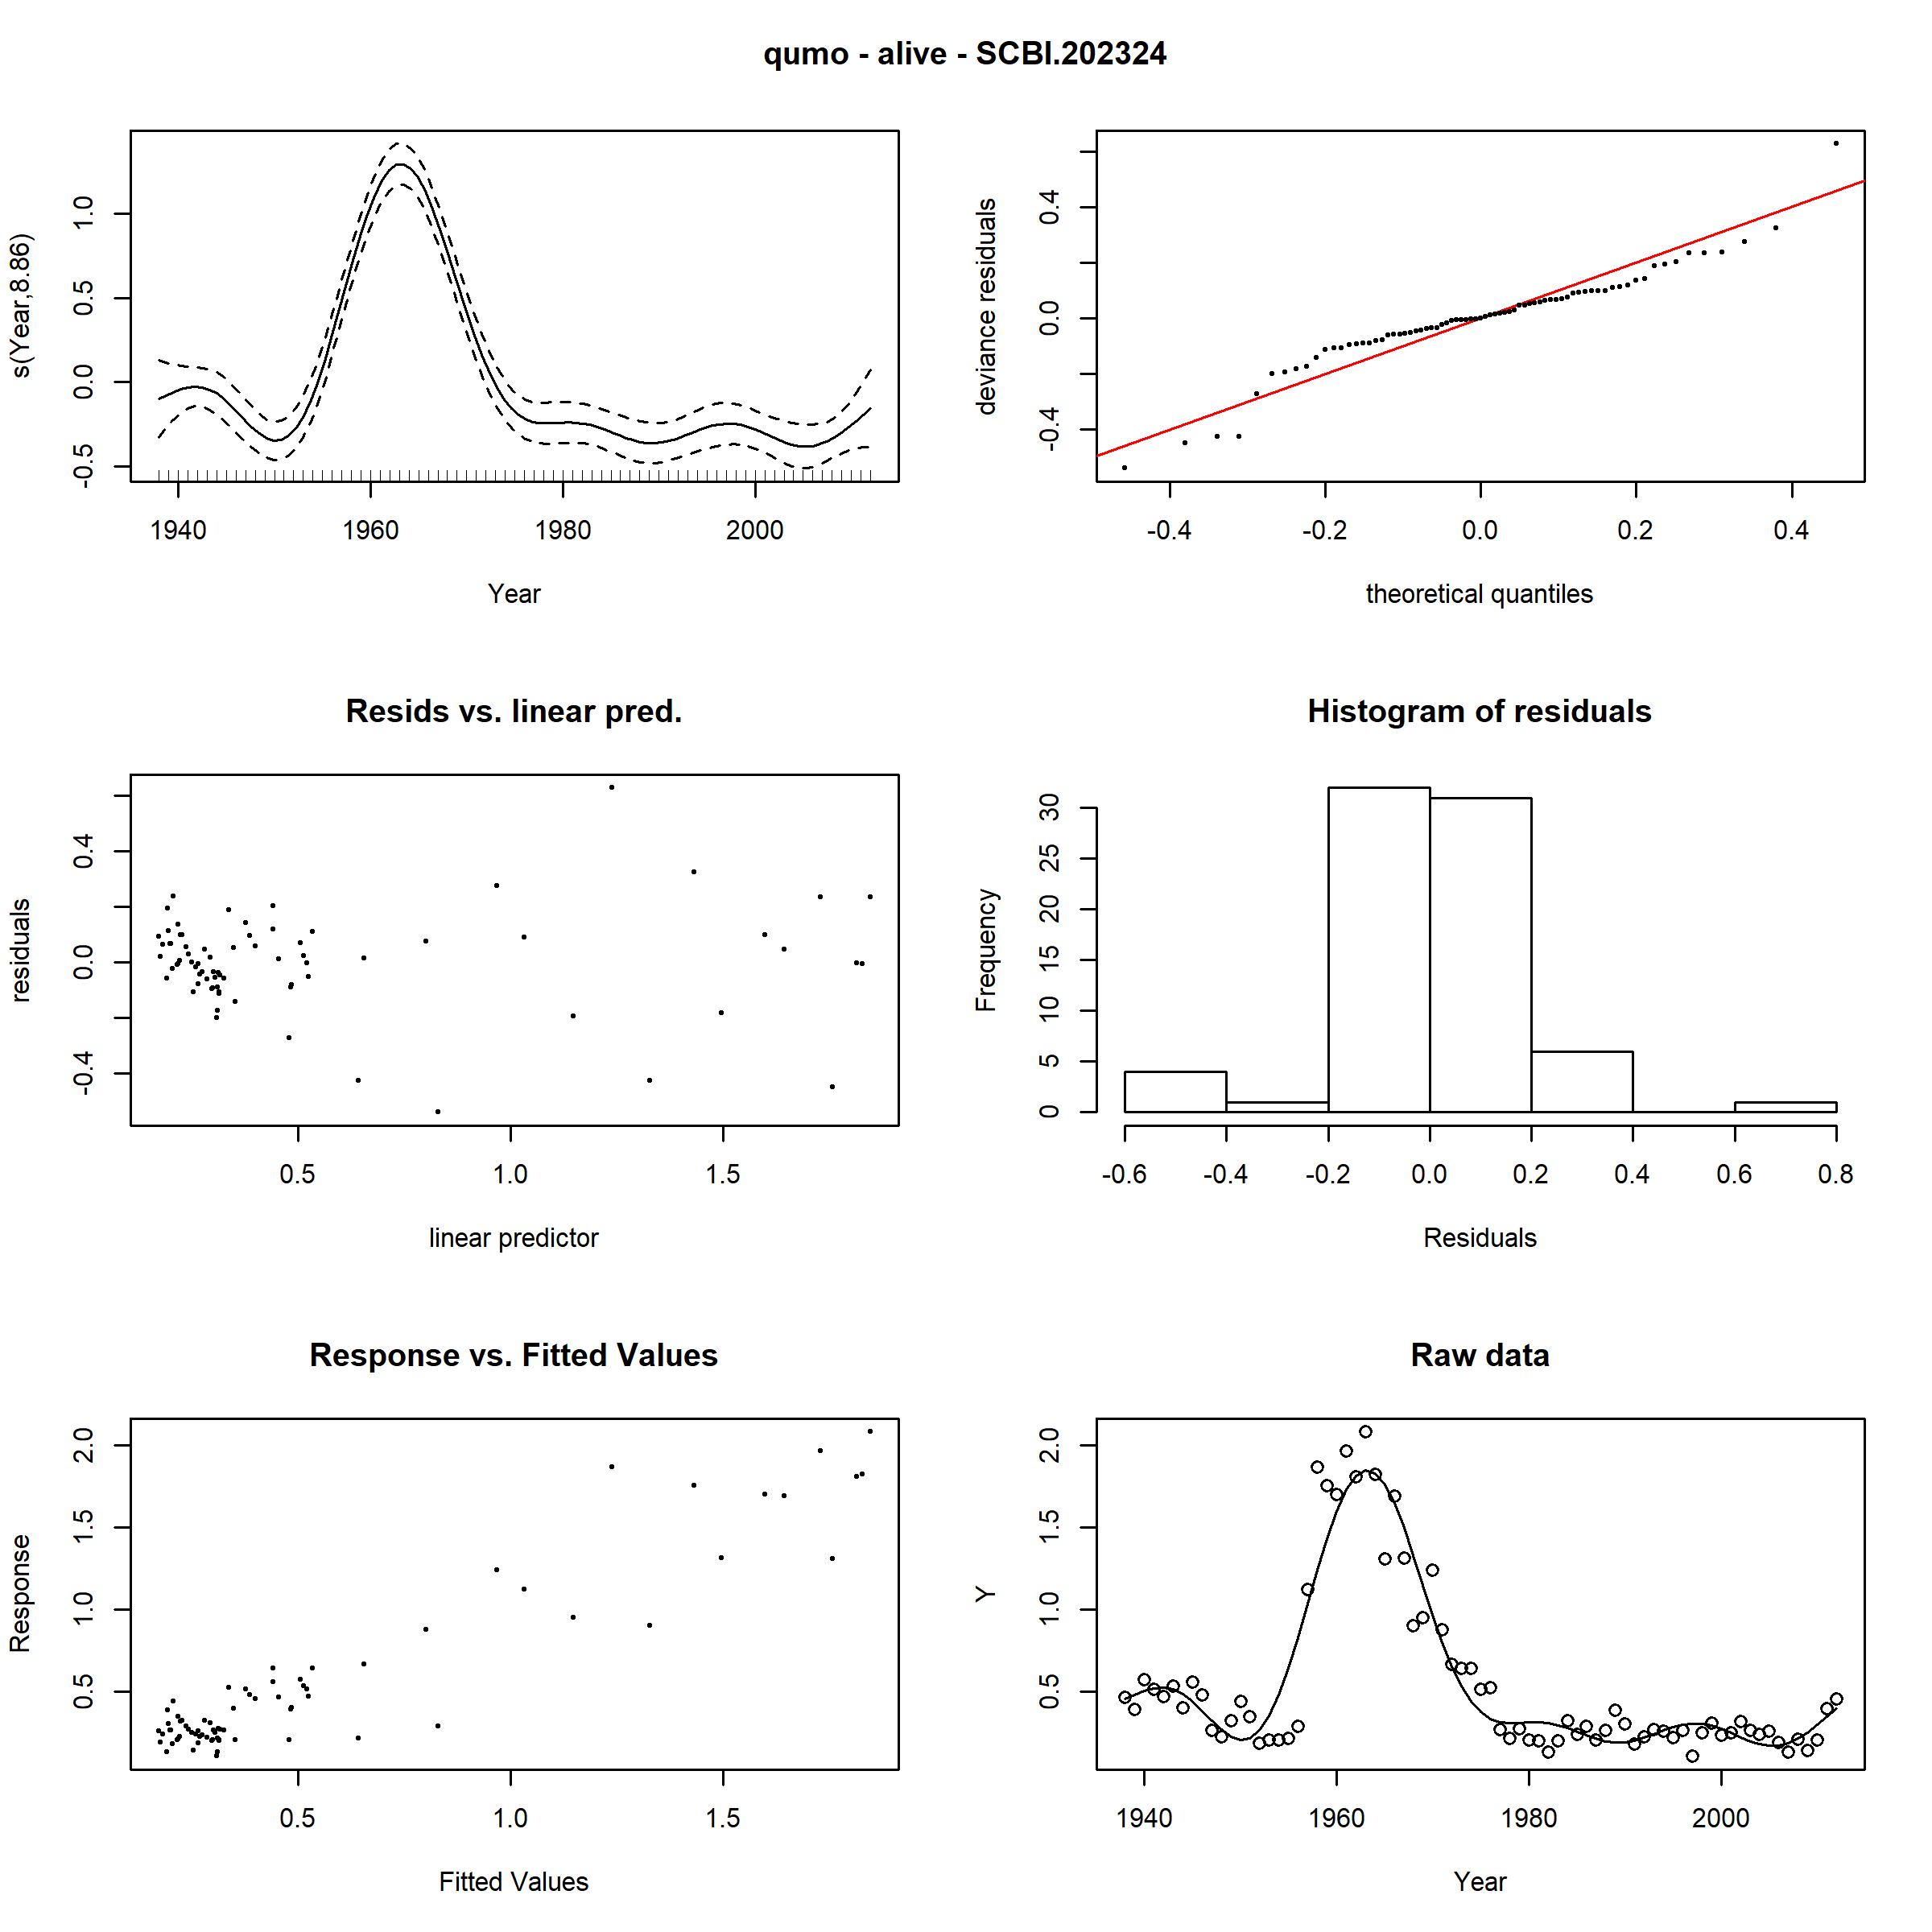 qumo - alive - SCBI.202324
s(Year,8.86)
-0.5 0.0 0.5 1.0
1940 1960 1980 2000
Year
deviance residuals
-0.4 0.0 0.4
-0.4 -0.2 0.0 0.2 0.4
theoretical quantiles
Resids vs. linear pred.
residuals
-0.4 0.0 0.4
0.5 1.0 1.5
linear predictor
Histogram of residuals
Frequency
0 5 10 15 20 25 30
-0.6 -0.4 -0.2 0.0 0.2 0.4 0.6 0.8
Residuals
Response vs. Fitted Values
Response
0.5 1.0 1.5 2.0
0.5 1.0 1.5
Fitted Values
Raw data
Y
0.5 1.0 1.5 2.0
1940 1960 1980 2000
Year